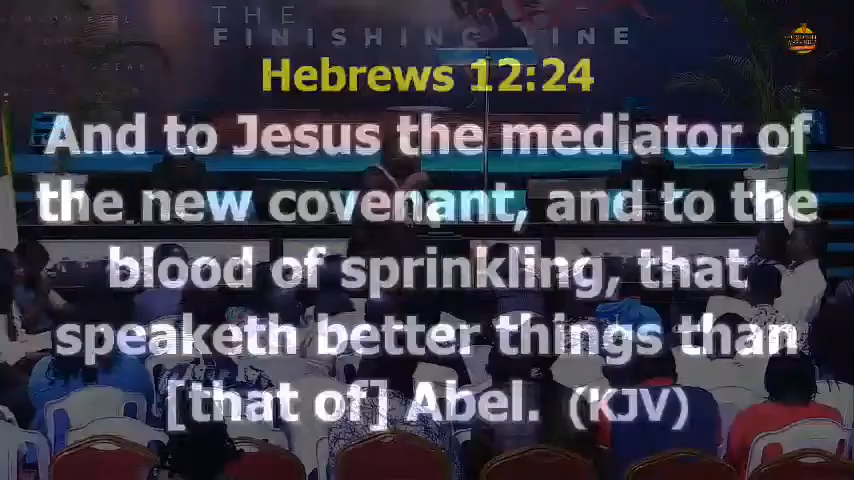 THE
FINISHING LINE
Hebrews 12:24
And to Jesus the mediator of
the new covenant, and to the
blood of sprinkling, that
speaketh better things than
[that of] Abel. (KJV)